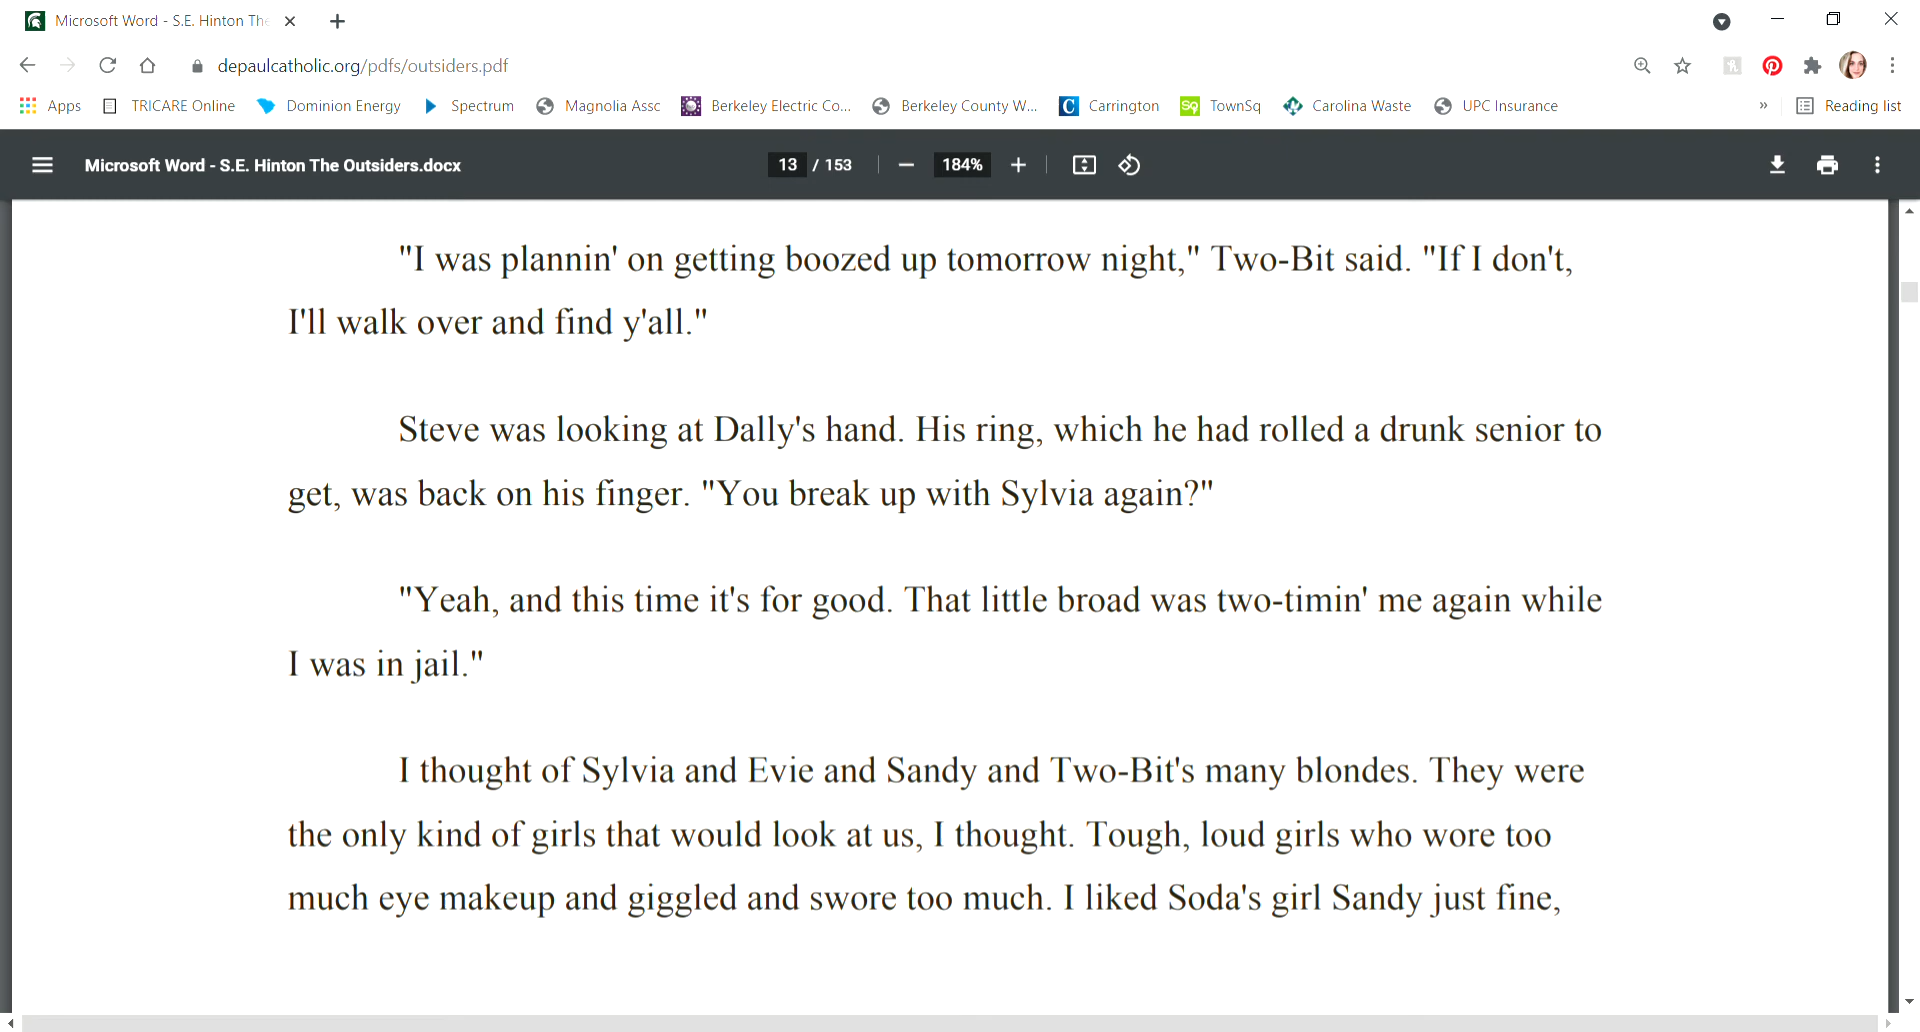 Microsoft Word - S.E. Hinton The
depaulcatholic.org/pdfs/outsiders.pdf
Apps TRICARE Online Dominion Energy Spectrum Magnolia Assc Berkeley Electric Co... Berkeley County W... C Carrington Sq TownSq Carolina Waste UPC Insurance » Reading list
Microsoft Word - S.E. Hinton The Outsiders.docx 13 / 153 184%
"I was plannin' on getting boozed up tomorrow night," Two-Bit said. "If I don't,
I'll walk over and find y'all."
Steve was looking at Dally's hand. His ring, which he had rolled a drunk senior to
get, was back on his finger. "You break up with Sylvia again?"
"Yeah, and this time it's for good. That little broad was two-timin' me again while
I was in jail."
I thought of Sylvia and Evie and Sandy and Two-Bit's many blondes. They were
the only kind of girls that would look at us, I thought. Tough, loud girls who wore too
much eye makeup and giggled and swore too much. I liked Soda's girl Sandy just fine,